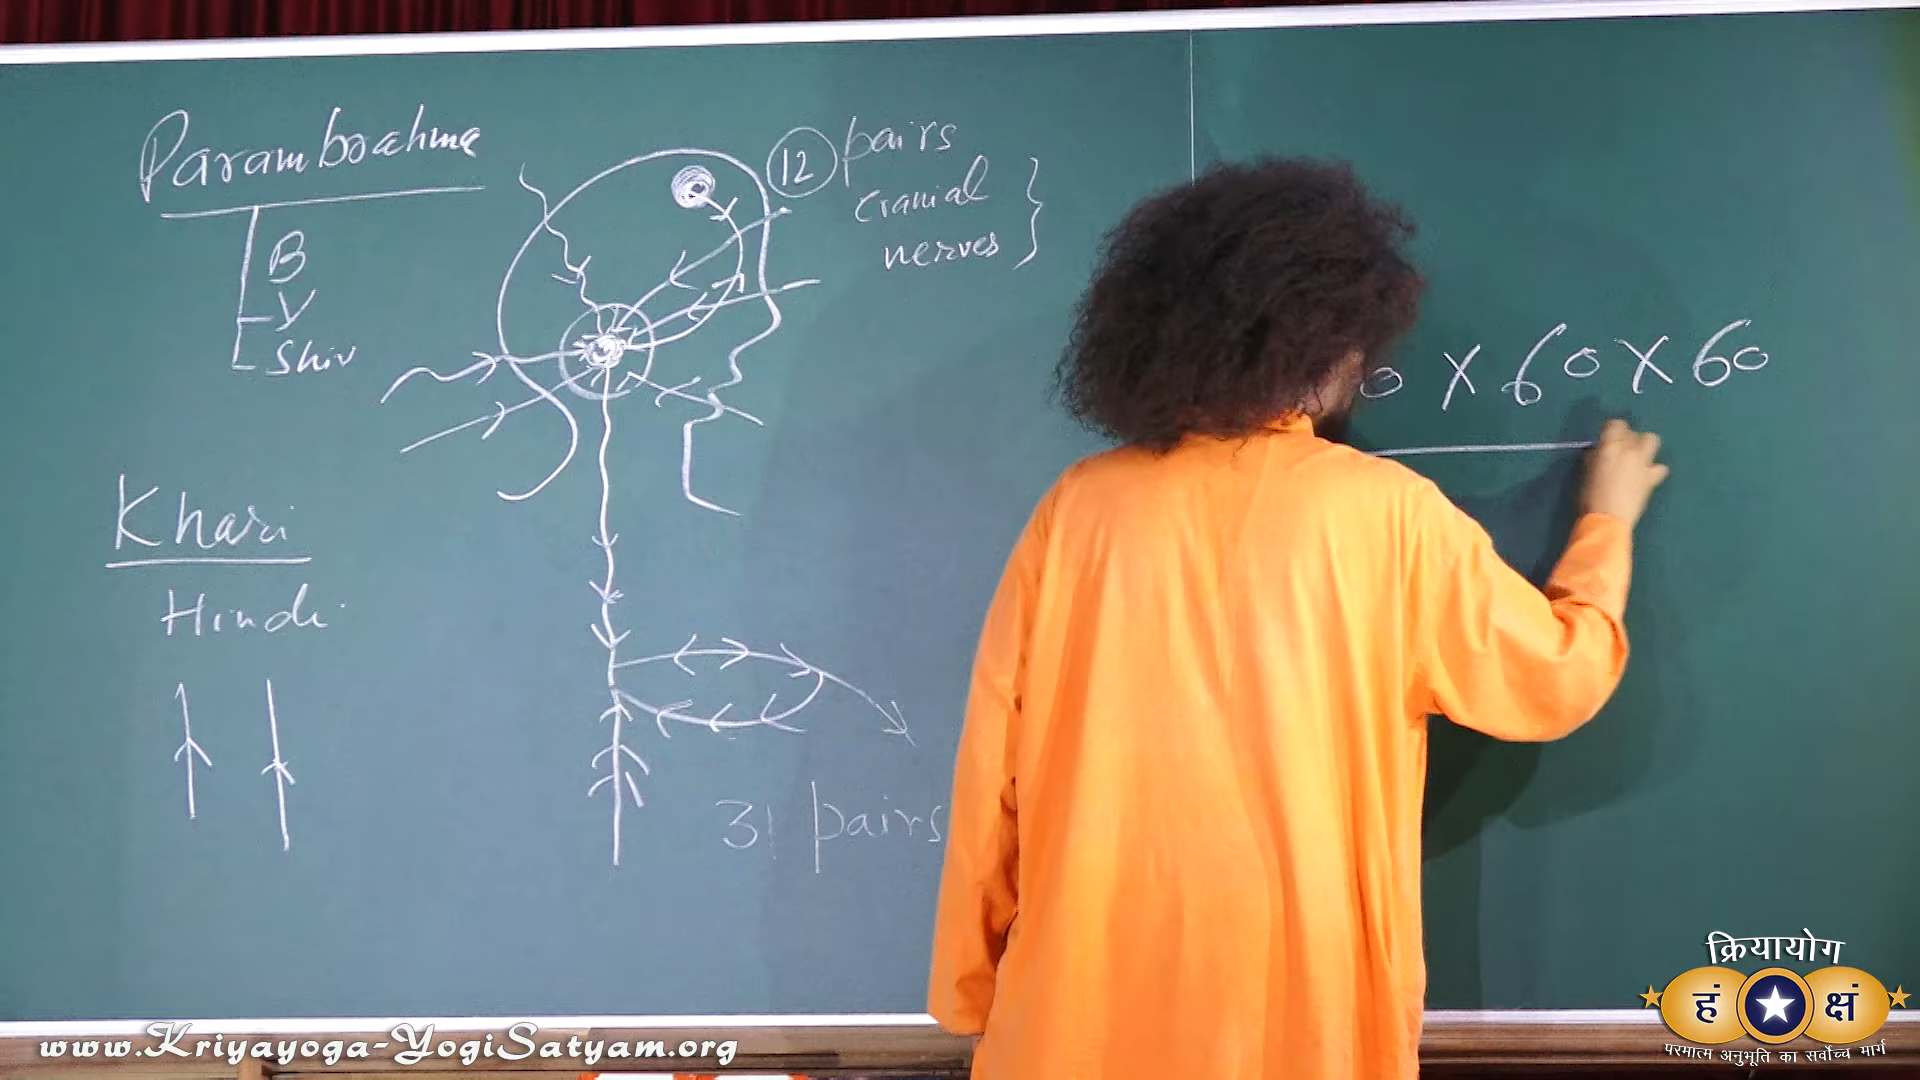 Parambrahma
B
V
Shiv
12 pairs
cranial
nerves
Khari
Hindi
31 pairs
0 X 60 X 60
www.Kriyayoga-YogiSatyam.org
क्रियायोग
हं क्षं
परमात्म अनुभूति का सर्वोच्च मार्ग